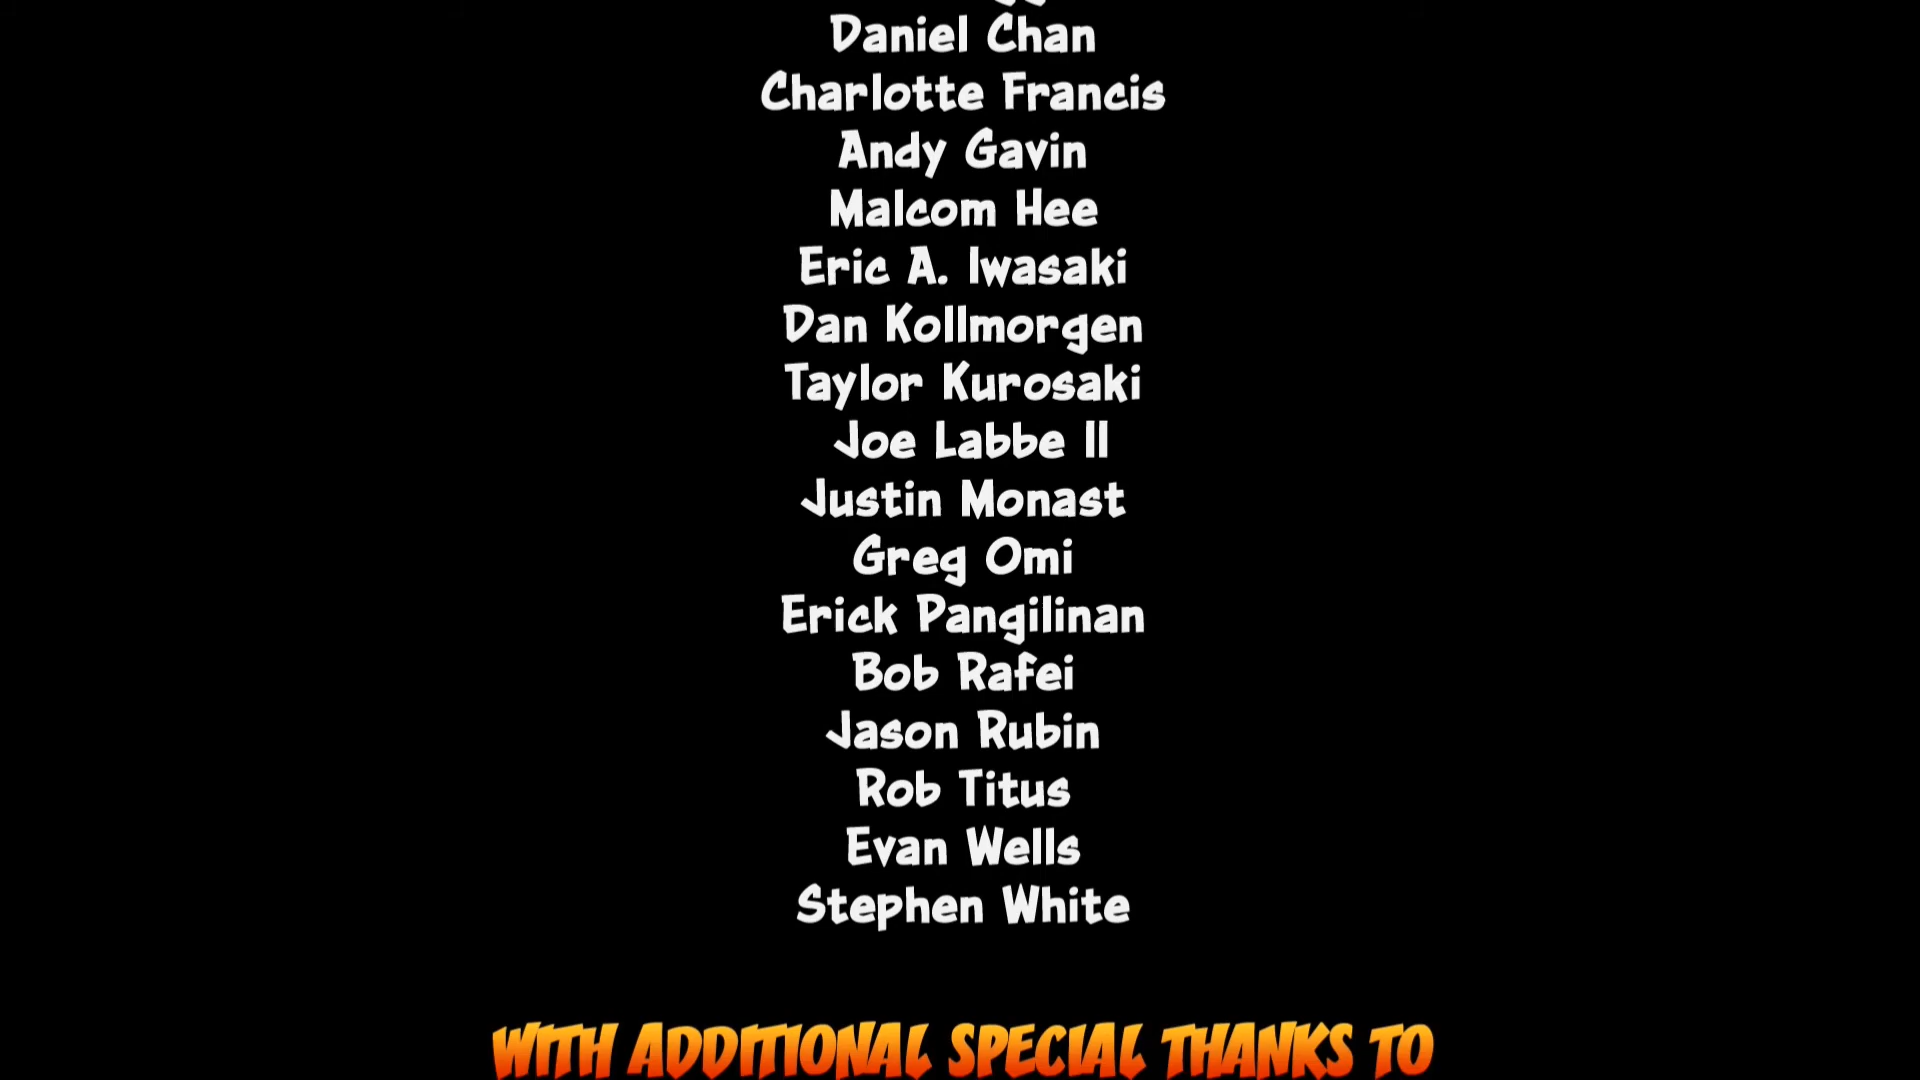 Daniel Chan
Charlotte Francis
Andy Gavin
Malcom Hee
Eric A. Iwasaki
Dan Kollmorgen
Taylor Kurosaki
Joe Labbe II
Justin Monast
Greg Omi
Erick Pangilinan
Bob Rafei
Jason Rubin
Rob Titus
Evan Wells
Stephen White
WITH ADDITIONAL SPECIAL THANKS TO